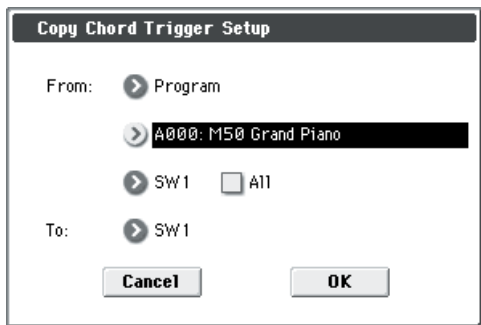 Copy Chord Trigger Setup
From: Program
A000: M50 Grand Piano
SW1 All
To: SW1
Cancel OK